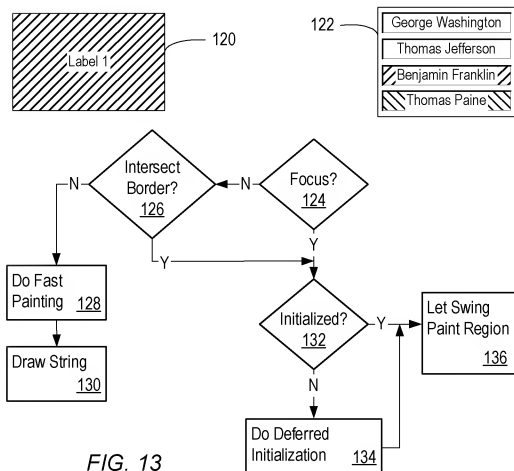 Label 1
120
122
George Washington
Thomas Jefferson
Benjamin Franklin
Thomas Paine
Intersect
Border?
126
N
N
Focus?
124
Y
Y
Do Fast
Painting
128
Initialized?
132
Y
Let Swing
Paint Region
136
Draw String
130
N
Do Deferred
Initialization
134
FIG. 13